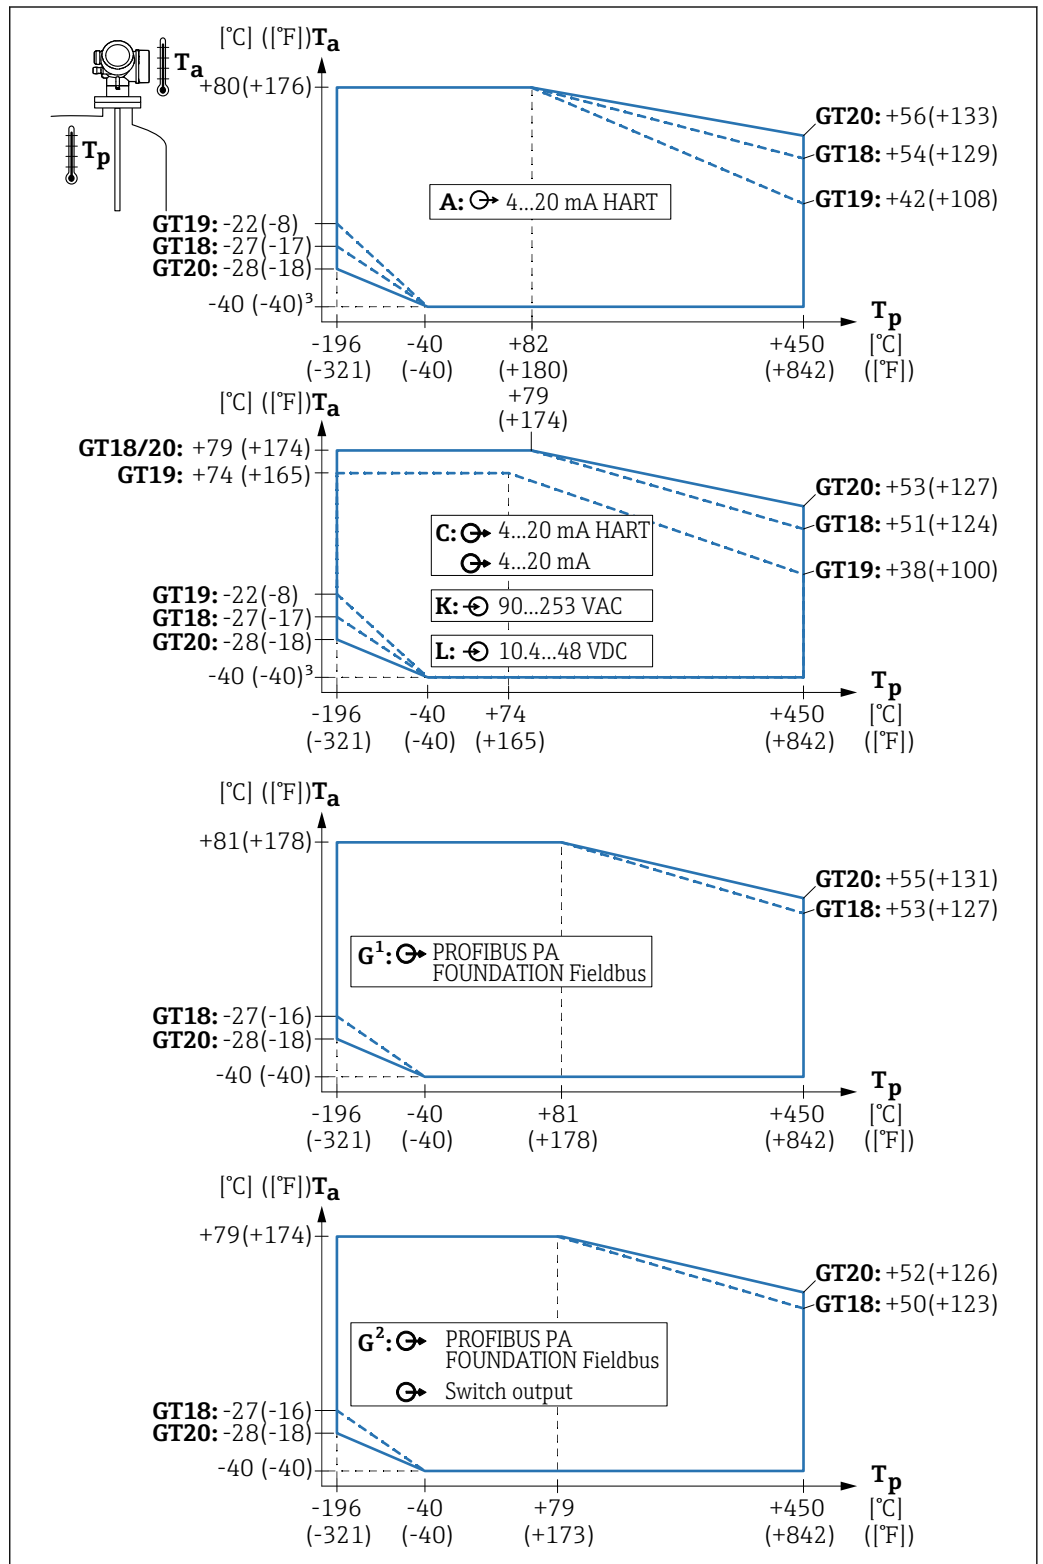 [°C] ([°F])Ta
Ta
+80(+176)
Tp
GT20: +56(+133)
GT18: +54(+129)
GT19: +42(+108)
A: 4...20 mA HART
GT19: -22(-8)
GT18: -27(-17)
GT20: -28(-18)
-40 (-40)³
Tp
-196 -40 +82 +450 [°C]
(-321) (-40) (+180) (+842) ([°F])
+79
(+174)
[°C] ([°F])Ta
GT18/20: +79 (+174)
GT19: +74 (+165)
GT20: +53(+127)
GT18: +51(+124)
GT19: +38(+100)
C: 4...20 mA HART
4...20 mA
K: 90...253 VAC
L: 10.4...48 VDC
GT19: -22(-8)
GT18: -27(-17)
GT20: -28(-18)
-40 (-40)³
Tp
-196 -40 +74 +450 [°C]
(-321) (-40) (+165) (+842) ([°F])
[°C] ([°F])Ta
+81(+178)
GT20: +55(+131)
GT18: +53(+127)
G¹: PROFIBUS PA
FOUNDATION Fieldbus
GT18: -27(-16)
GT20: -28(-18)
-40 (-40)
Tp
-196 -40 +81 +450 [°C]
(-321) (-40) (+178) (+842) ([°F])
[°C] ([°F])Ta
+79(+174)
GT20: +52(+126)
GT18: +50(+123)
G²: PROFIBUS PA
FOUNDATION Fieldbus
Switch output
GT18: -27(-16)
GT20: -28(-18)
-40 (-40)
Tp
-196 -40 +79 +450 [°C]
(-321) (-40) (+173) (+842) ([°F])